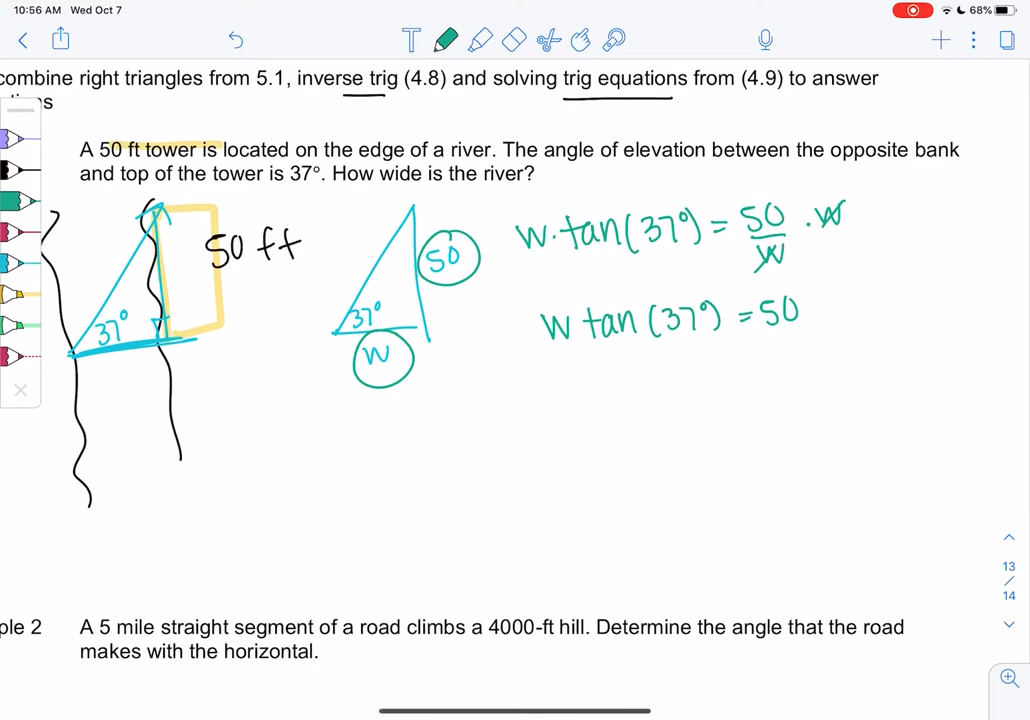 10:56 AM Wed Oct 7
68%
T
combine right triangles from 5.1, inverse trig (4.8) and solving trig equations from (4.9) to answer
A 50 ft tower is located on the edge of a river. The angle of elevation between the opposite bank
and top of the tower is 37°. How wide is the river?
50 ft
37°
50
37°
W
W·tan(37°) = 50/W ·W
W tan(37°) = 50
13
/
14
ple 2 A 5 mile straight segment of a road climbs a 4000-ft hill. Determine the angle that the road
makes with the horizontal.